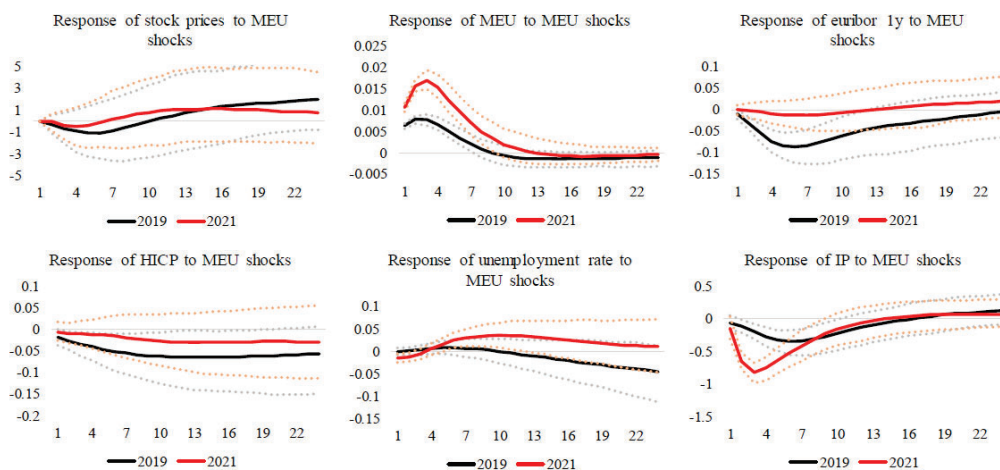 Response of stock prices to MEU
shocks
5
3
1
-1
-3
-5
1 4 7 10 13 16 19 22
2019 2021
Response of MEU to MEU shocks
0.025
0.02
0.015
0.01
0.005
0
-0.005
1 4 7 10 13 16 19 22
2019 2021
Response of euribor 1y to MEU
shocks
0.1
0.05
0
-0.05
-0.1
-0.15
1 4 7 10 13 16 19 22
2019 2021
Response of HICP to MEU shocks
0.1
0.05
0
-0.05
-0.1
-0.15
-0.2
1 4 7 10 13 16 19 22
2019 2021
Response of unemployment rate to
MEU shocks
0.1
0.05
0
-0.05
-0.1
-0.15
1 4 7 10 13 16 19 22
2019 2021
Response of IP to MEU shocks
0.5
0
-0.5
-1
-1.5
1 4 7 10 13 16 19 22
2019 2021